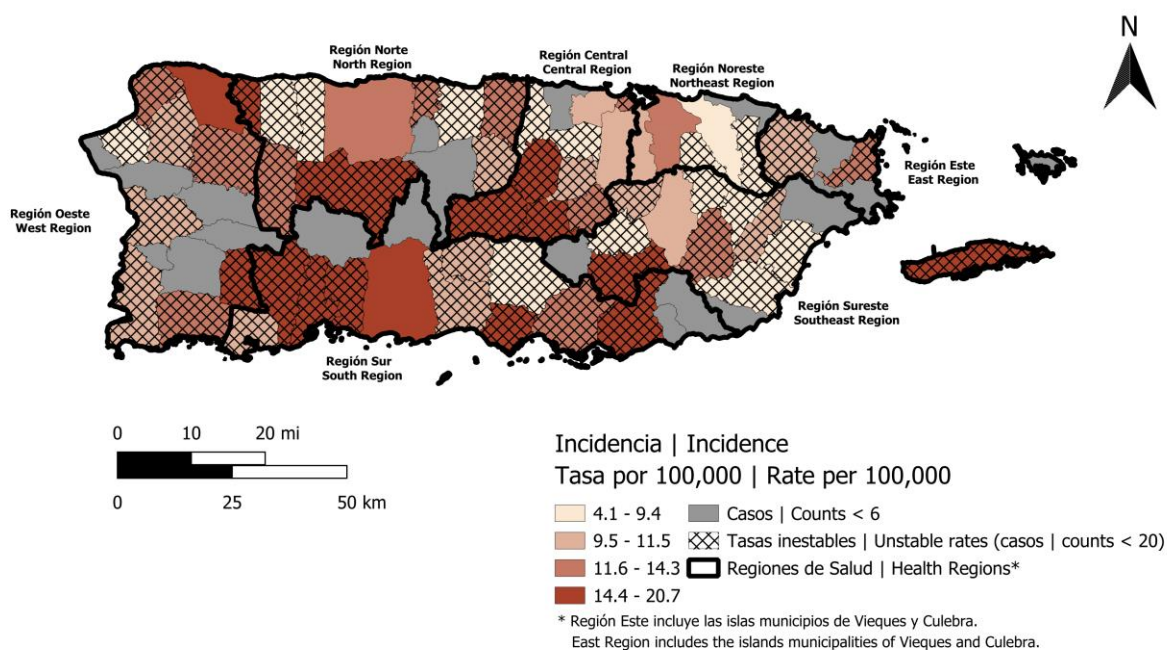 N
Región Norte
North Region
Región Central
Central Region
Región Noreste
Northeast Region
Región Este
East Region
Región Oeste
West Region
Región Sureste
Southeast Region
Región Sur
South Region
0 10 20 mi
0 25 50 km
Incidencia | Incidence
Tasa por 100,000 | Rate per 100,000
4.1 - 9.4 Casos | Counts < 6
9.5 - 11.5 Tasas inestables | Unstable rates (casos | counts < 20)
11.6 - 14.3 Regiones de Salud | Health Regions*
14.4 - 20.7
* Región Este incluye las islas municipios de Vieques y Culebra.
East Region includes the islands municipalities of Vieques and Culebra.